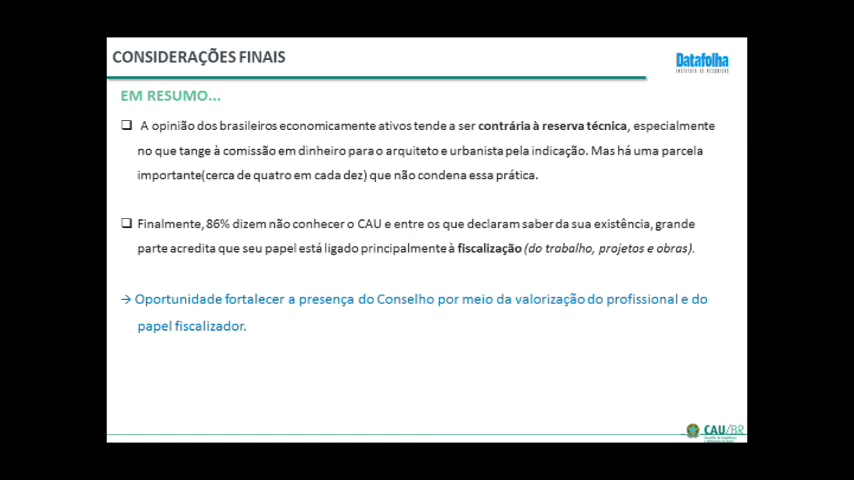 CONSIDERAÇÕES FINAIS
Datafolha
INSTITUTO DE PESQUISAS
EM RESUMO...
A opinião dos brasileiros economicamente ativos tende a ser contrária à reserva técnica, especialmente
no que tange à comissão em dinheiro para o arquiteto e urbanista pela indicação. Mas há uma parcela
importante(cerca de quatro em cada dez) que não condena essa prática.
Finalmente, 86% dizem não conhecer o CAU e entre os que declaram saber da sua existência, grande
parte acredita que seu papel está ligado principalmente à fiscalização (do trabalho, projetos e obras).
→ Oportunidade fortalecer a presença do Conselho por meio da valorização do profissional e do
papel fiscalizador.
CAU/BR